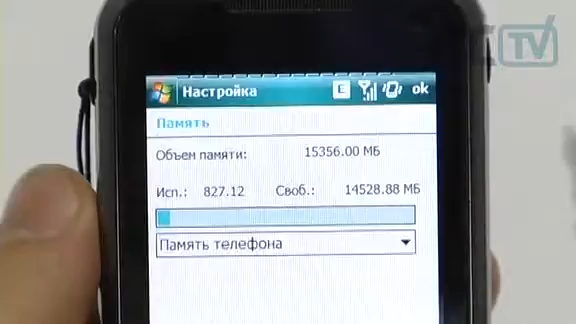 TV
Настройка E ok
Память
Объем памяти: 15356.00 МБ
Исп.: 827.12 Своб.: 14528.88 МБ
Память телефона